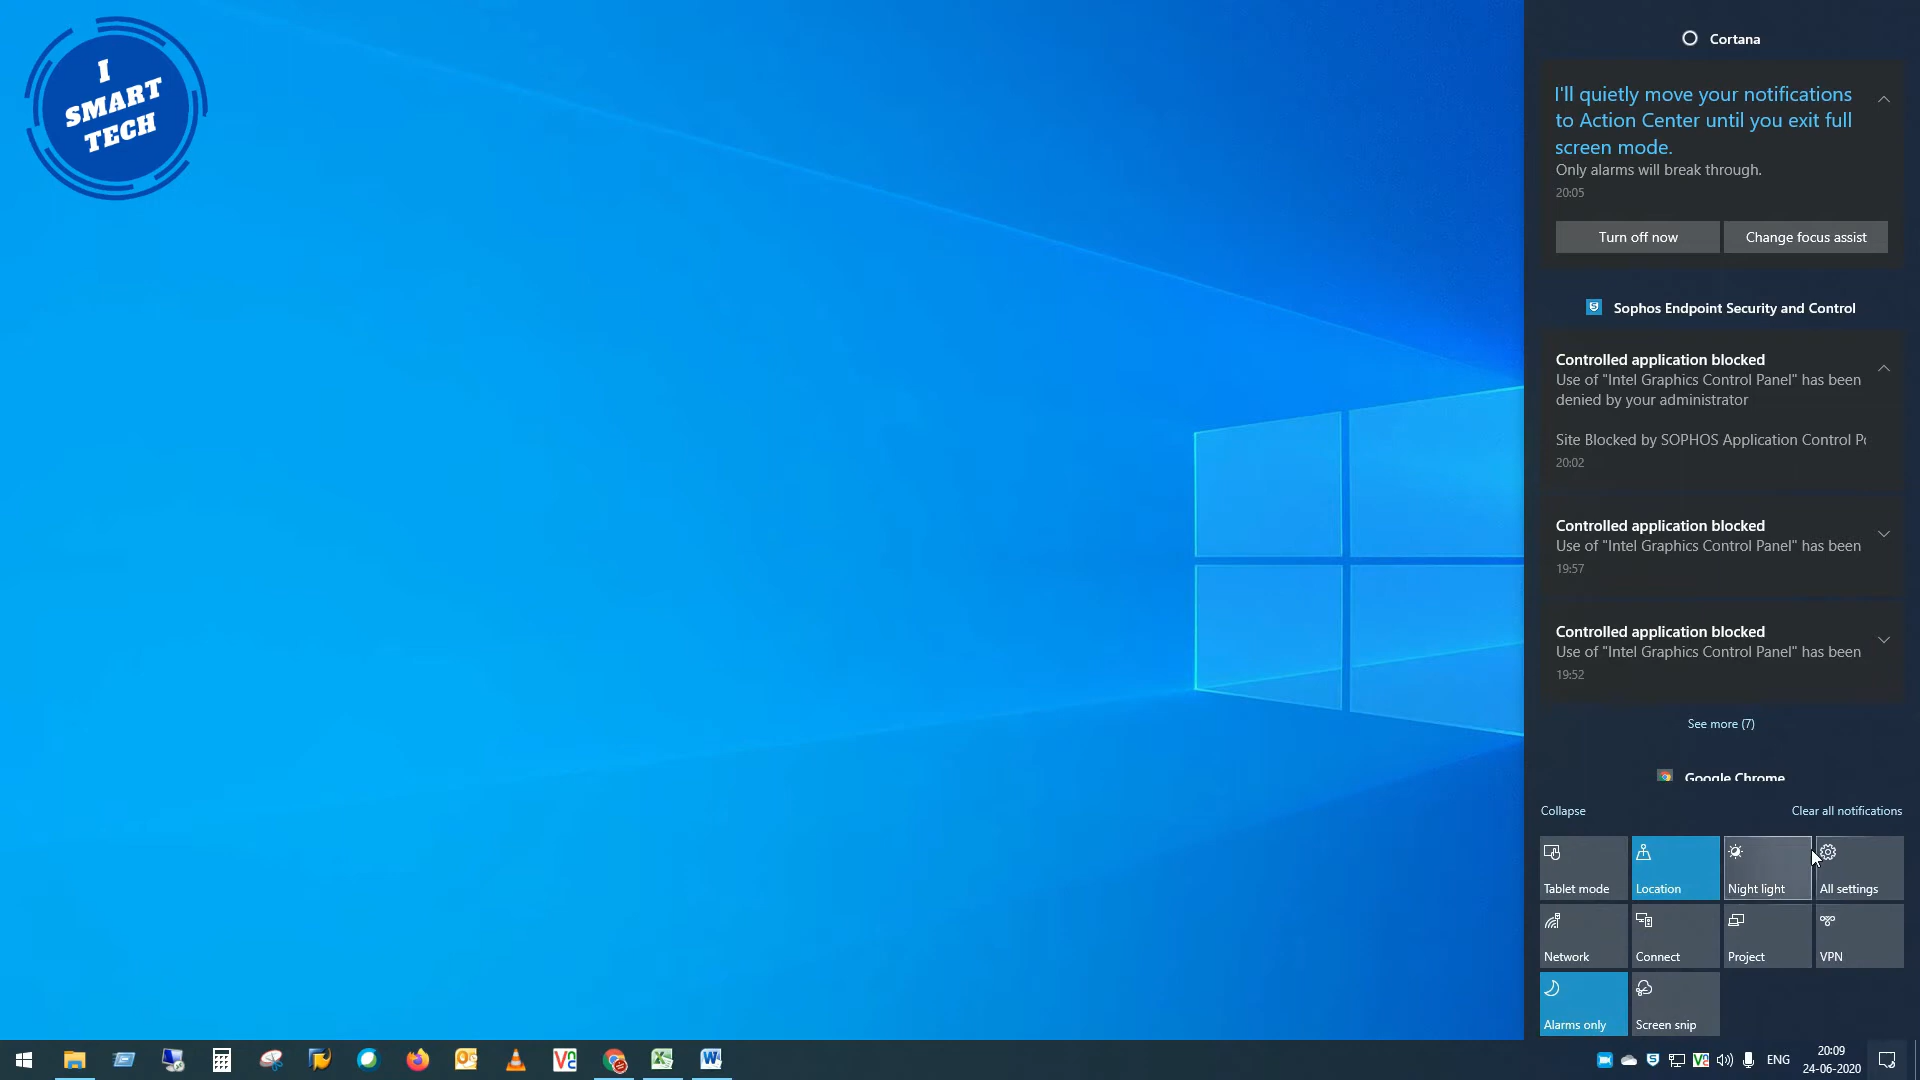 I
SMART
TECH
Cortana
I'll quietly move your notifications
to Action Center until you exit full
screen mode.
Only alarms will break through.
20:05
Turn off now
Change focus assist
Sophos Endpoint Security and Control
Controlled application blocked
Use of "Intel Graphics Control Panel" has been
denied by your administrator
Site Blocked by SOPHOS Application Control
20:02
Controlled application blocked
Use of "Intel Graphics Control Panel" has been
19:57
Controlled application blocked
Use of "Intel Graphics Control Panel" has been
19:52
See more (7)
Google Chrome
Collapse
Clear all notifications
Tablet mode
Location
Night light
All settings
Network
Connect
Project
VPN
Alarms only
Screen snip
ENG
20:09
24-06-2020